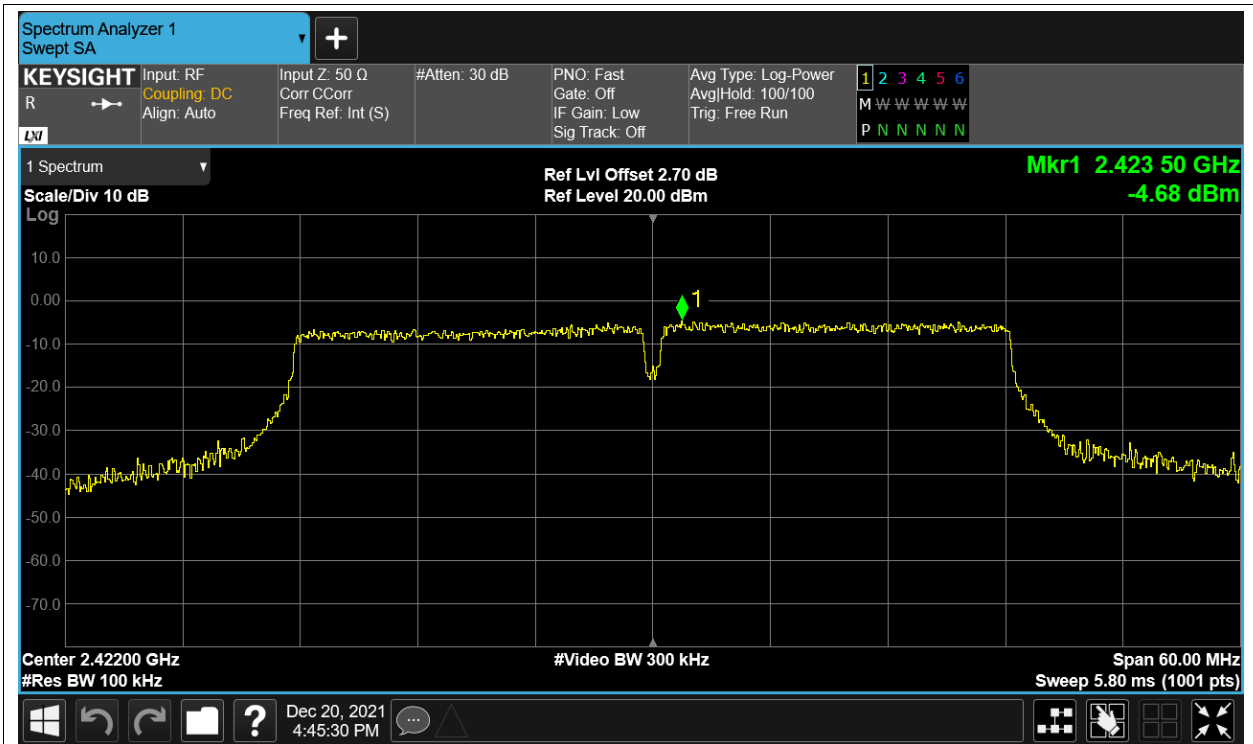 Spectrum Analyzer 1
Swept SA
+
KEYSIGHT
R
LXI
Input: RF
Coupling: DC
Align: Auto
Input Z: 50 Ω
Corr CCorr
Freq Ref: Int (S)
#Atten: 30 dB
PNO: Fast
Gate: Off
IF Gain: Low
Sig Track: Off
Avg Type: Log-Power
Avg|Hold: 100/100
Trig: Free Run
1 2 3 4 5 6
M W W W W W
P N N N N N
1 Spectrum
Scale/Div 10 dB
Log
Ref Lvl Offset 2.70 dB
Ref Level 20.00 dBm
Mkr1 2.423 50 GHz
-4.68 dBm
10.0
0.00
-10.0
-20.0
-30.0
-40.0
-50.0
-60.0
-70.0
1
Center 2.42200 GHz
#Res BW 100 kHz
#Video BW 300 kHz
Span 60.00 MHz
Sweep 5.80 ms (1001 pts)
?
Dec 20, 2021
4:45:30 PM